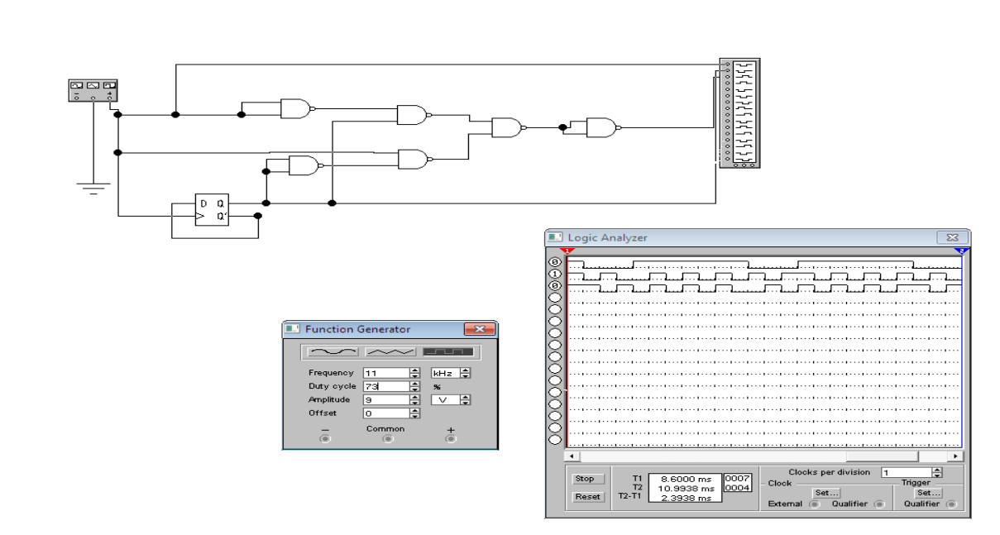 D Q
Q'
Logic Analyzer
1
2
0
1
0
Function Generator
Frequency 11 kHz
Duty cycle 73 %
Amplitude 9 V
Offset 0
− Common +
Clocks per division 1
Stop T1 8.6000 ms 0007 Clock Trigger
T2 10.9938 ms 0004 Set... Set...
Reset T2-T1 2.3938 ms External Qualifier Qualifier